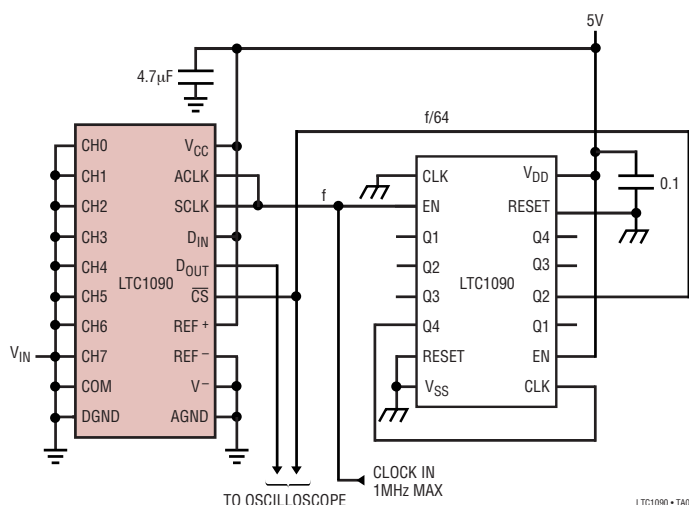 5V
4.7µF
f/64
CH0
CH1
CH2
CH3
CH4
CH5
CH6
CH7
COM
DGND
LTC1090
VCC
ACLK
SCLK
DIN
DOUT
CS
REF+
REF–
V–
AGND
VIN
f
CLK
EN
Q1
Q2
Q3
Q4
RESET
VSS
LTC1090
VDD
RESET
Q4
Q3
Q2
Q1
EN
CLK
0.1
CLOCK IN
1MHz MAX
TO OSCILLOSCOPE
LTC1090 • TA0